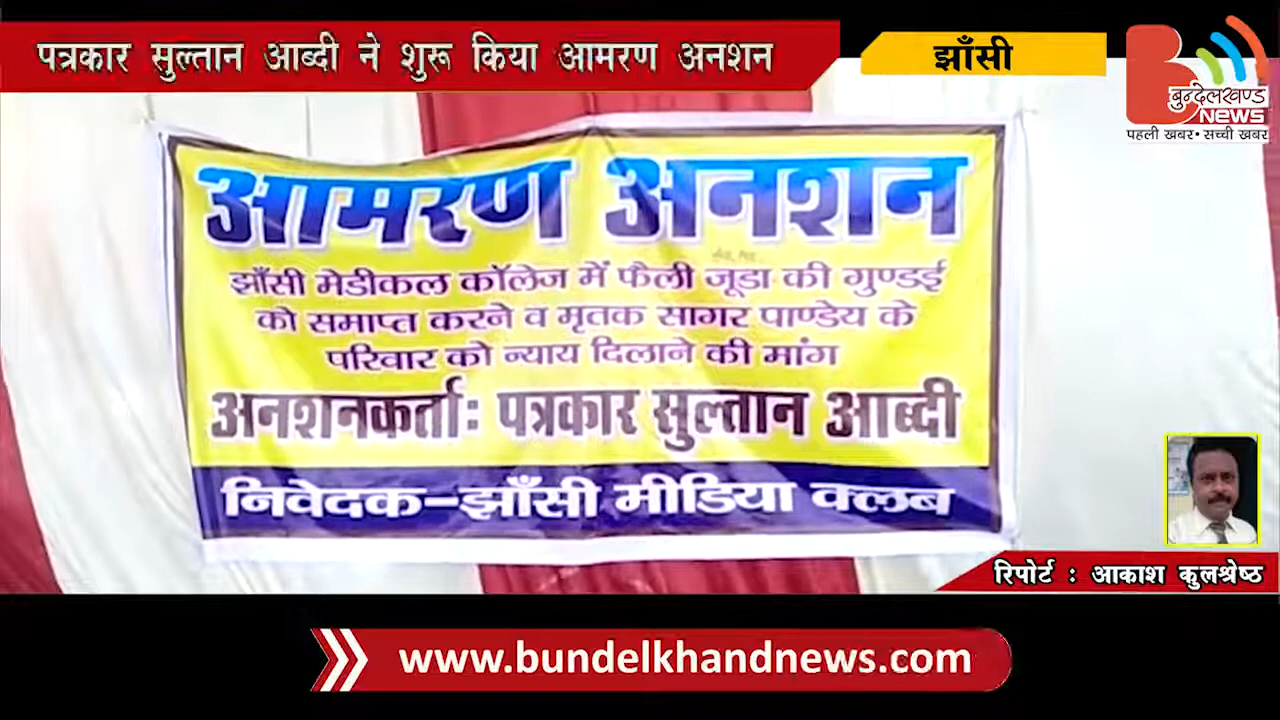 पत्रकार सुल्तान आब्दी ने शुरू किया आमरण अनशन
झाँसी
बुन्देलखण्ड
NEWS
पहली खबर • सच्ची खबर
आमरण अनशन
झाँसी मेडीकल कॉलेज में फैली जूडा की गुण्डई
को समाप्त करने व मृतक सागर पाण्डेय के
परिवार को न्याय दिलाने की मांग
अनशनकर्ताः पत्रकार सुल्तान आब्दी
निवेदक-झाँसी मीडिया क्लब
रिपोर्ट : आकाश कुलश्रेष्ठ
www.bundelkhandnews.com